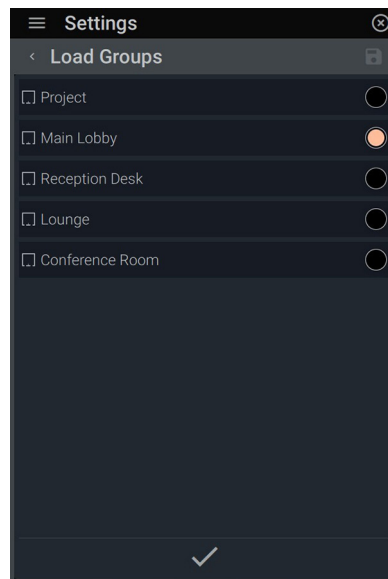 Settings
Load Groups
Project
Main Lobby
Reception Desk
Lounge
Conference Room